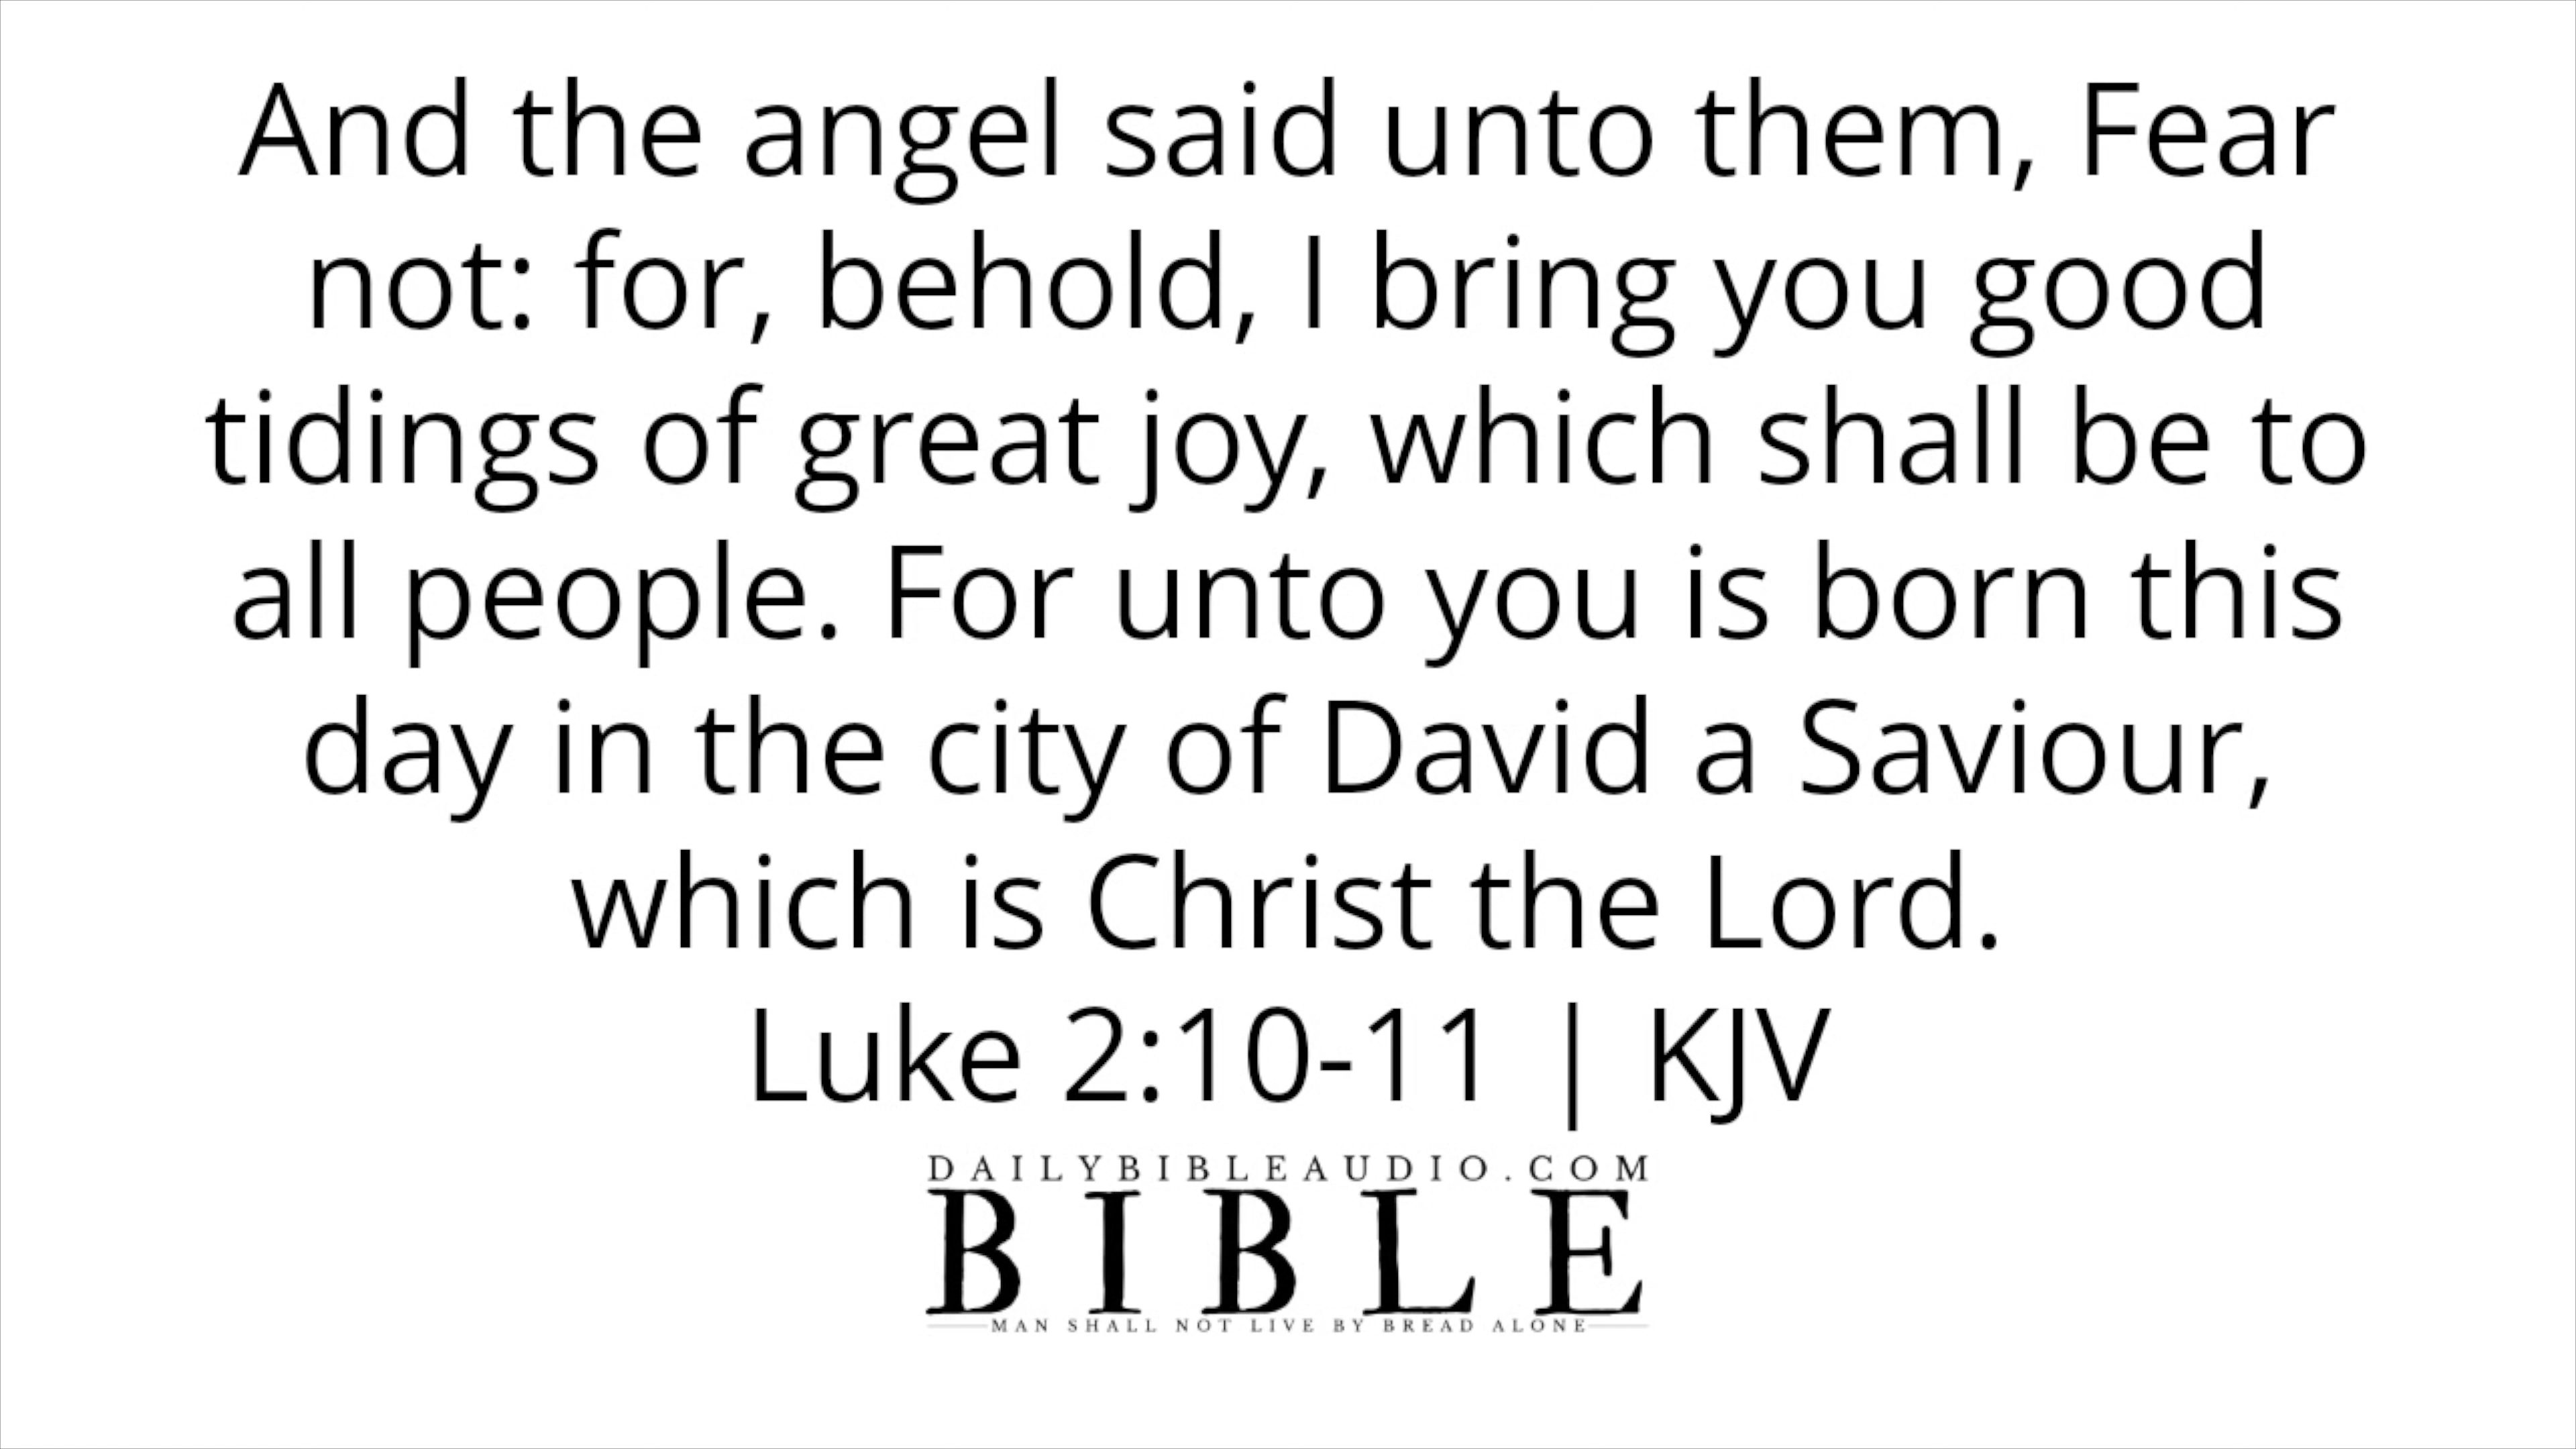 And the angel said unto them, Fear
not: for, behold, I bring you good
tidings of great joy, which shall be to
all people. For unto you is born this
day in the city of David a Saviour,
which is Christ the Lord.
Luke 2:10-11 | KJV
DAILYBIBLEAUDIO.COM
BIBLE
MAN SHALL NOT LIVE BY BREAD ALONE